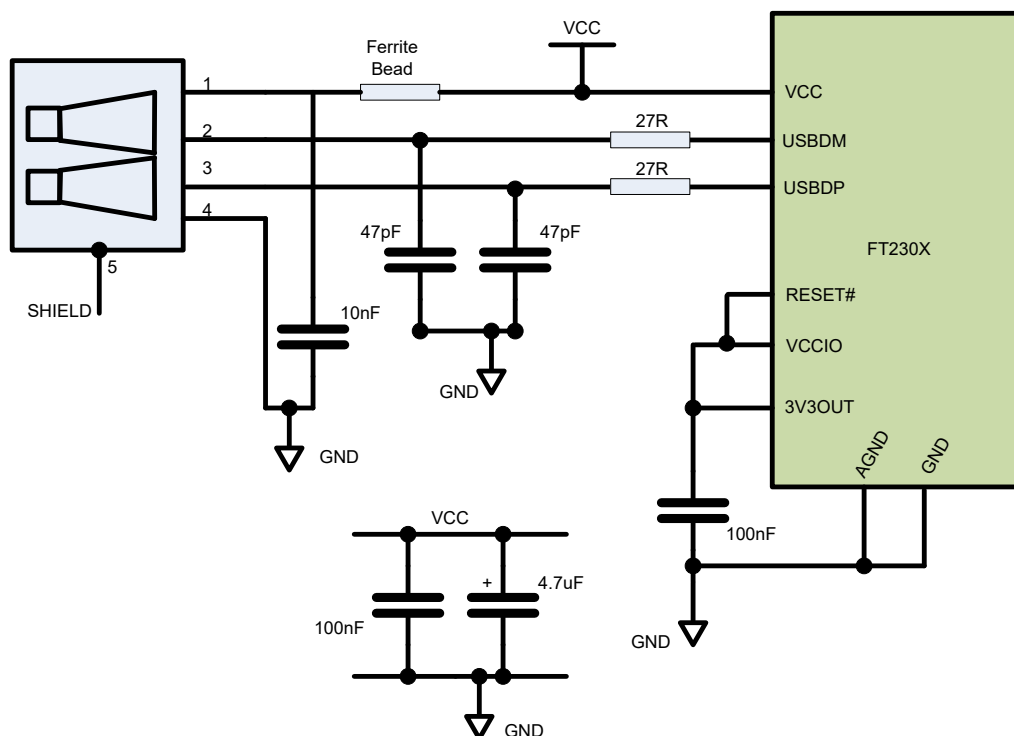 VCC
Ferrite
Bead
1
VCC
2
27R
USBDM
3
27R
USBDP
4
47pF
47pF
FT230X
5
SHIELD
10nF
RESET#
VCCIO
GND
3V3OUT
GND
AGND
GND
VCC
100nF
+
4.7uF
100nF
GND
GND